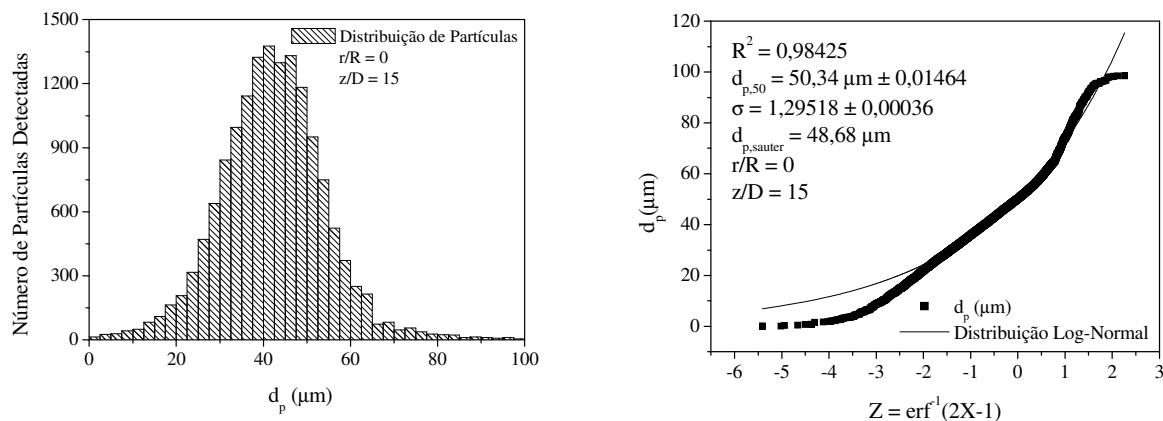 1500
1200
900
600
300
0
Número de Partículas Detectadas
Distribuição de Partículas
r/R = 0
z/D = 15
0 20 40 60 80 100
d_p (μm)
120
100
80
60
40
20
0
d_p (μm)
R² = 0,98425
d_p,50 = 50,34 μm ± 0,01464
σ = 1,29518 ± 0,00036
d_p,sauter = 48,68 μm
r/R = 0
z/D = 15
d_p (μm)
Distribuição Log-Normal
-6 -5 -4 -3 -2 -1 0 1 2 3
Z = erf⁻¹(2X-1)